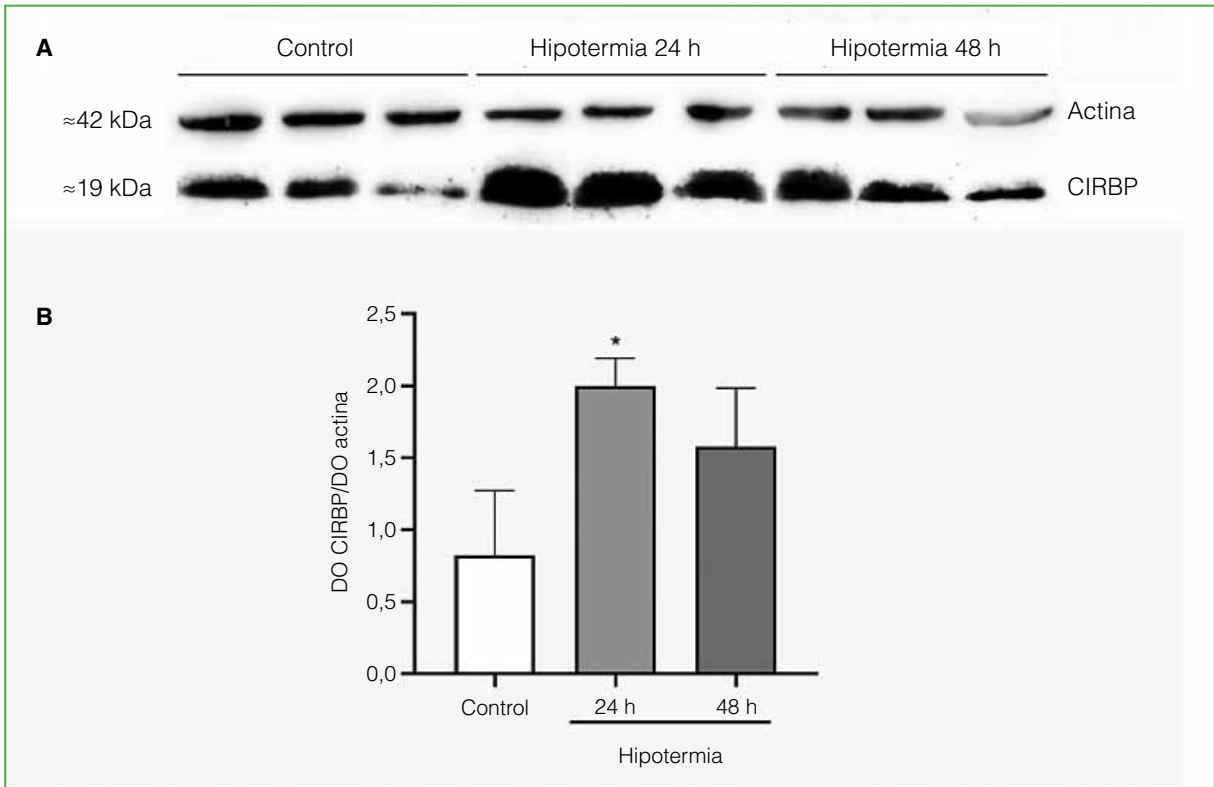 A
Control
Hipotermia 24 h
Hipotermia 48 h
≈42 kDa
Actina
≈19 kDa
CIRBP
B
DO CIRBP/DO actina
2,5
2,0
1,5
1,0
0,5
0,0
*
Control
24 h
48 h
Hipotermia